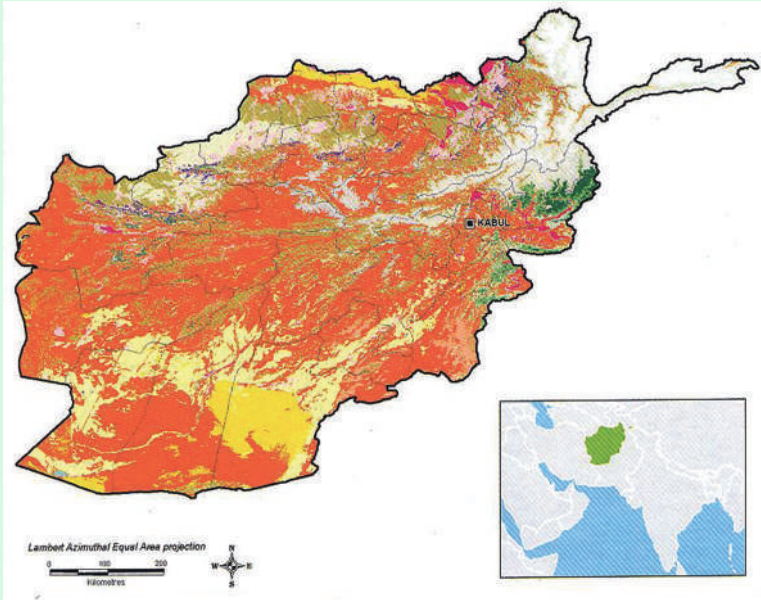 KABUL
Lambert Azimuthal Equal Area projection
N
W E
S
0 100 200
Kilometres